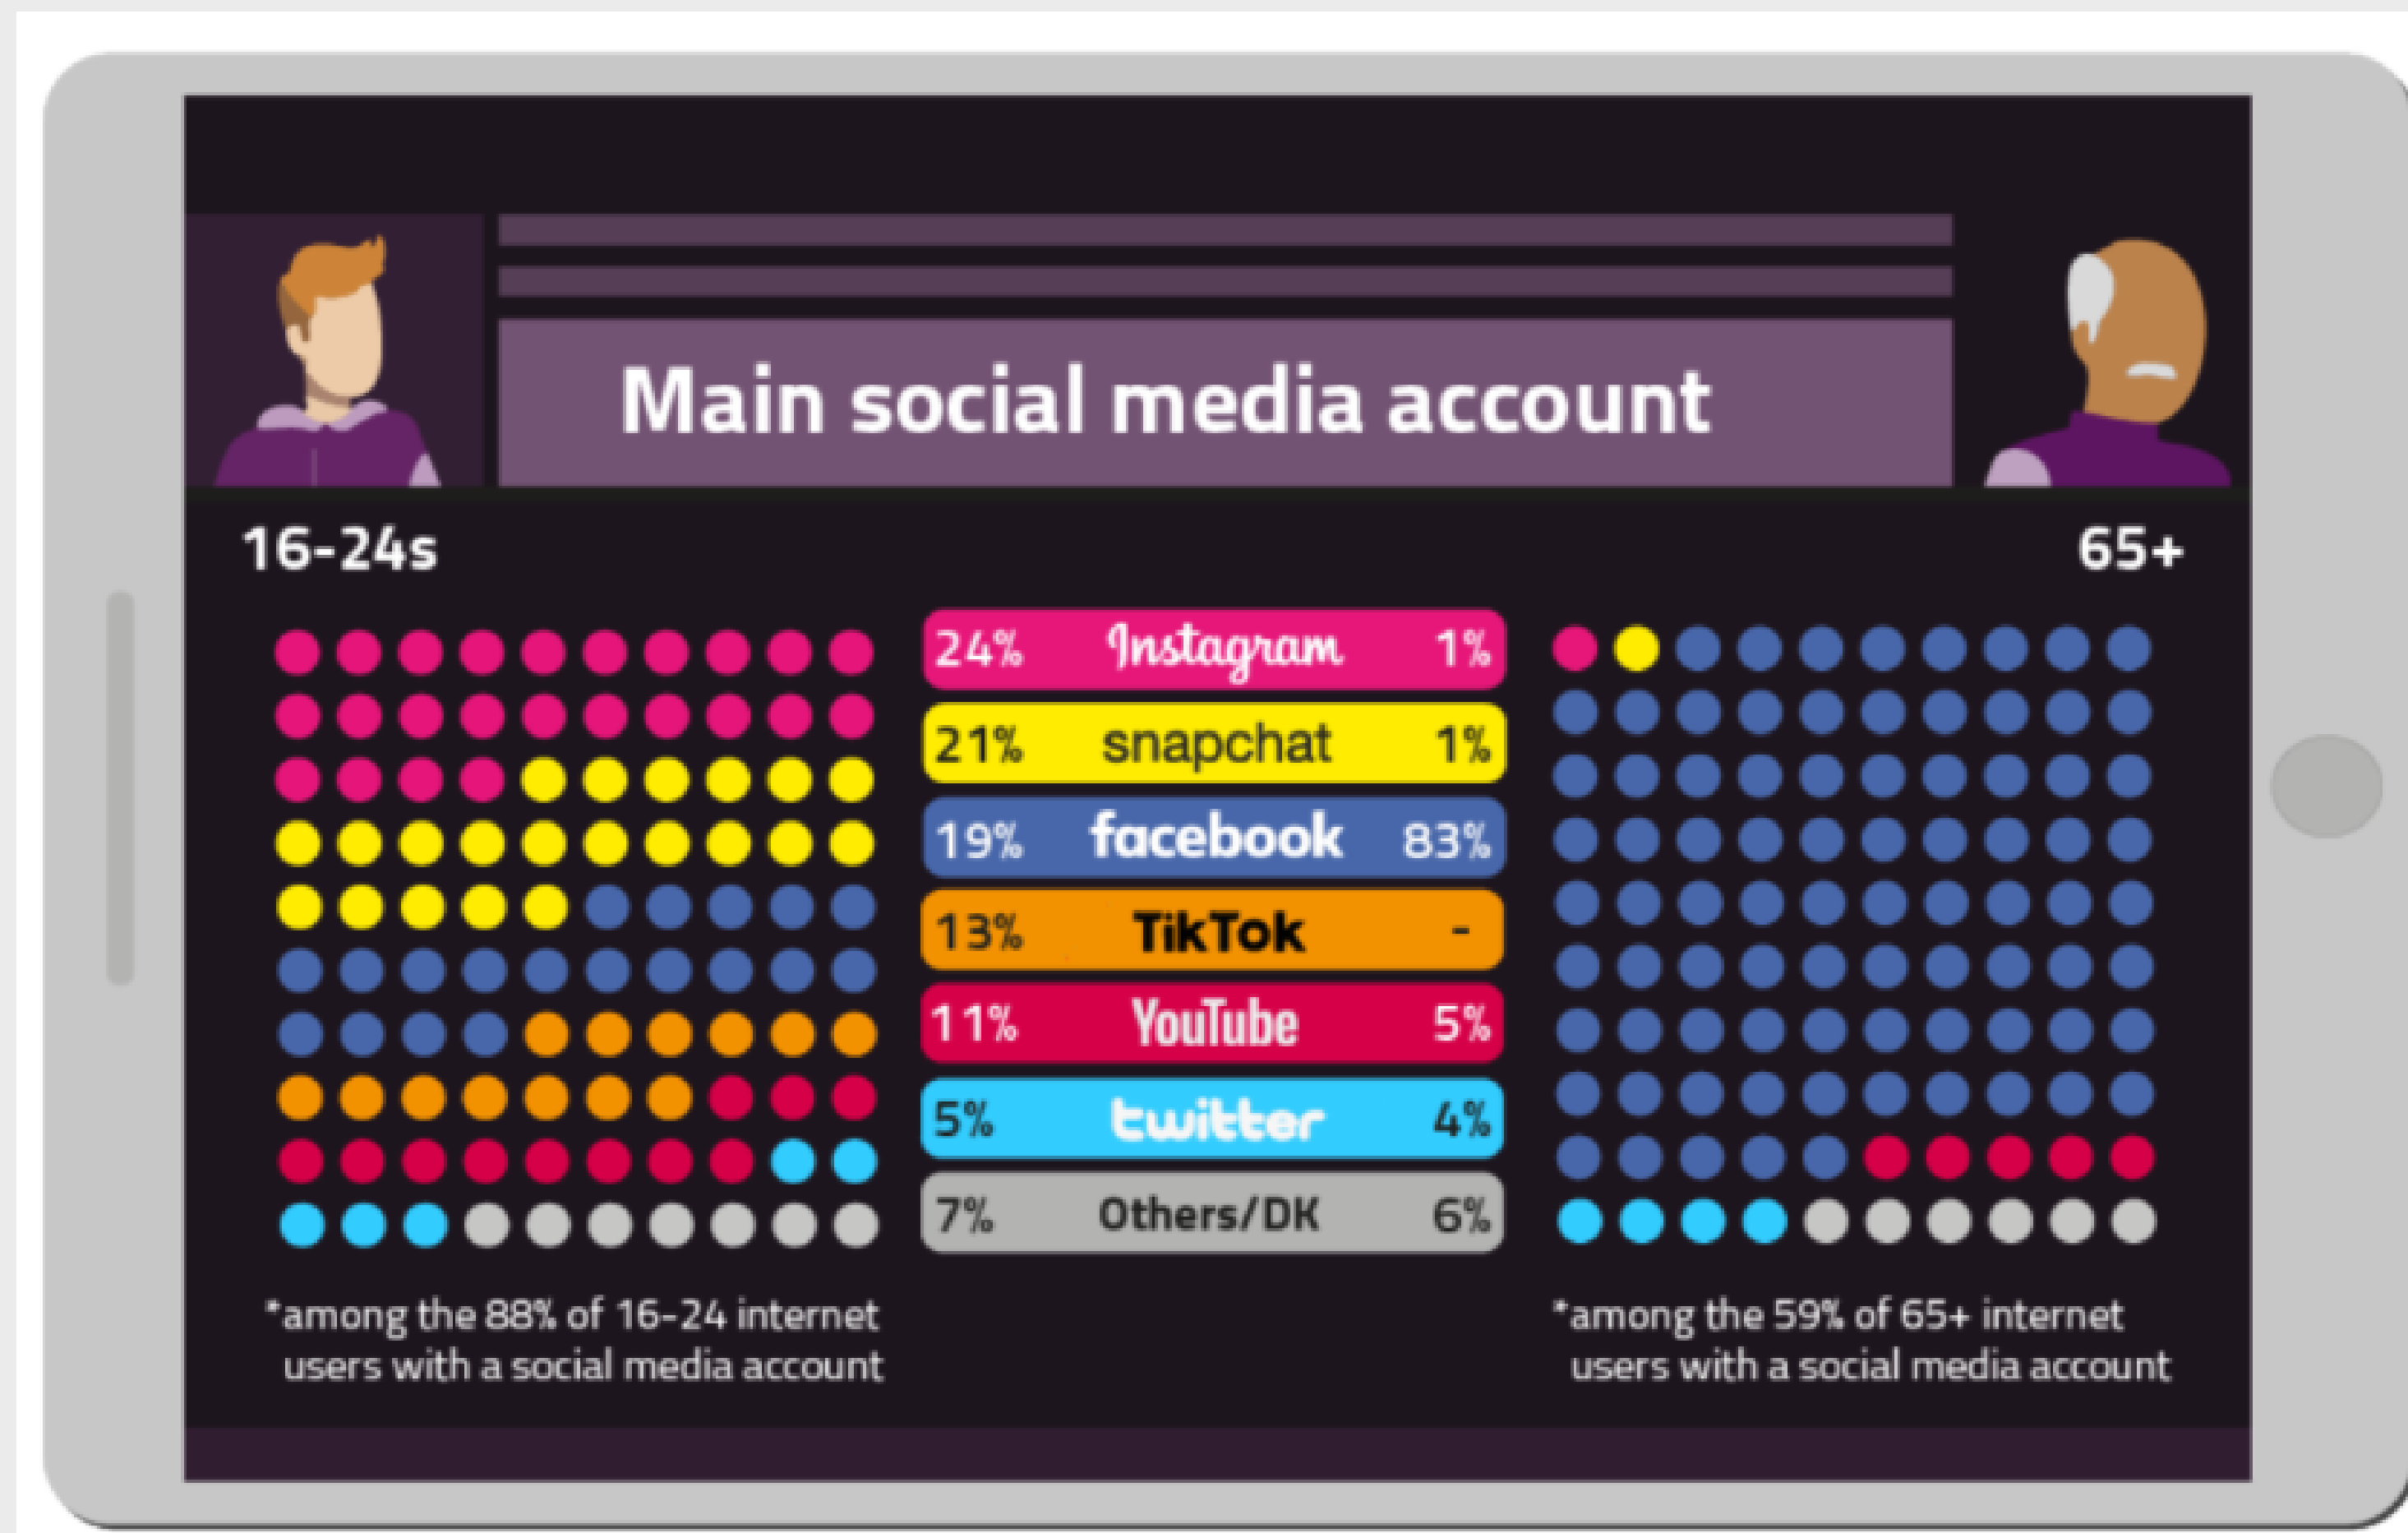 Main social media account
16-24s
65+
24% Instagram 1%
21% snapchat 1%
19% facebook 83%
13% TikTok -
11% YouTube 5%
5% twitter 4%
7% Others/DK 6%
*among the 88% of 16-24 internet
users with a social media account
*among the 59% of 65+ internet
users with a social media account